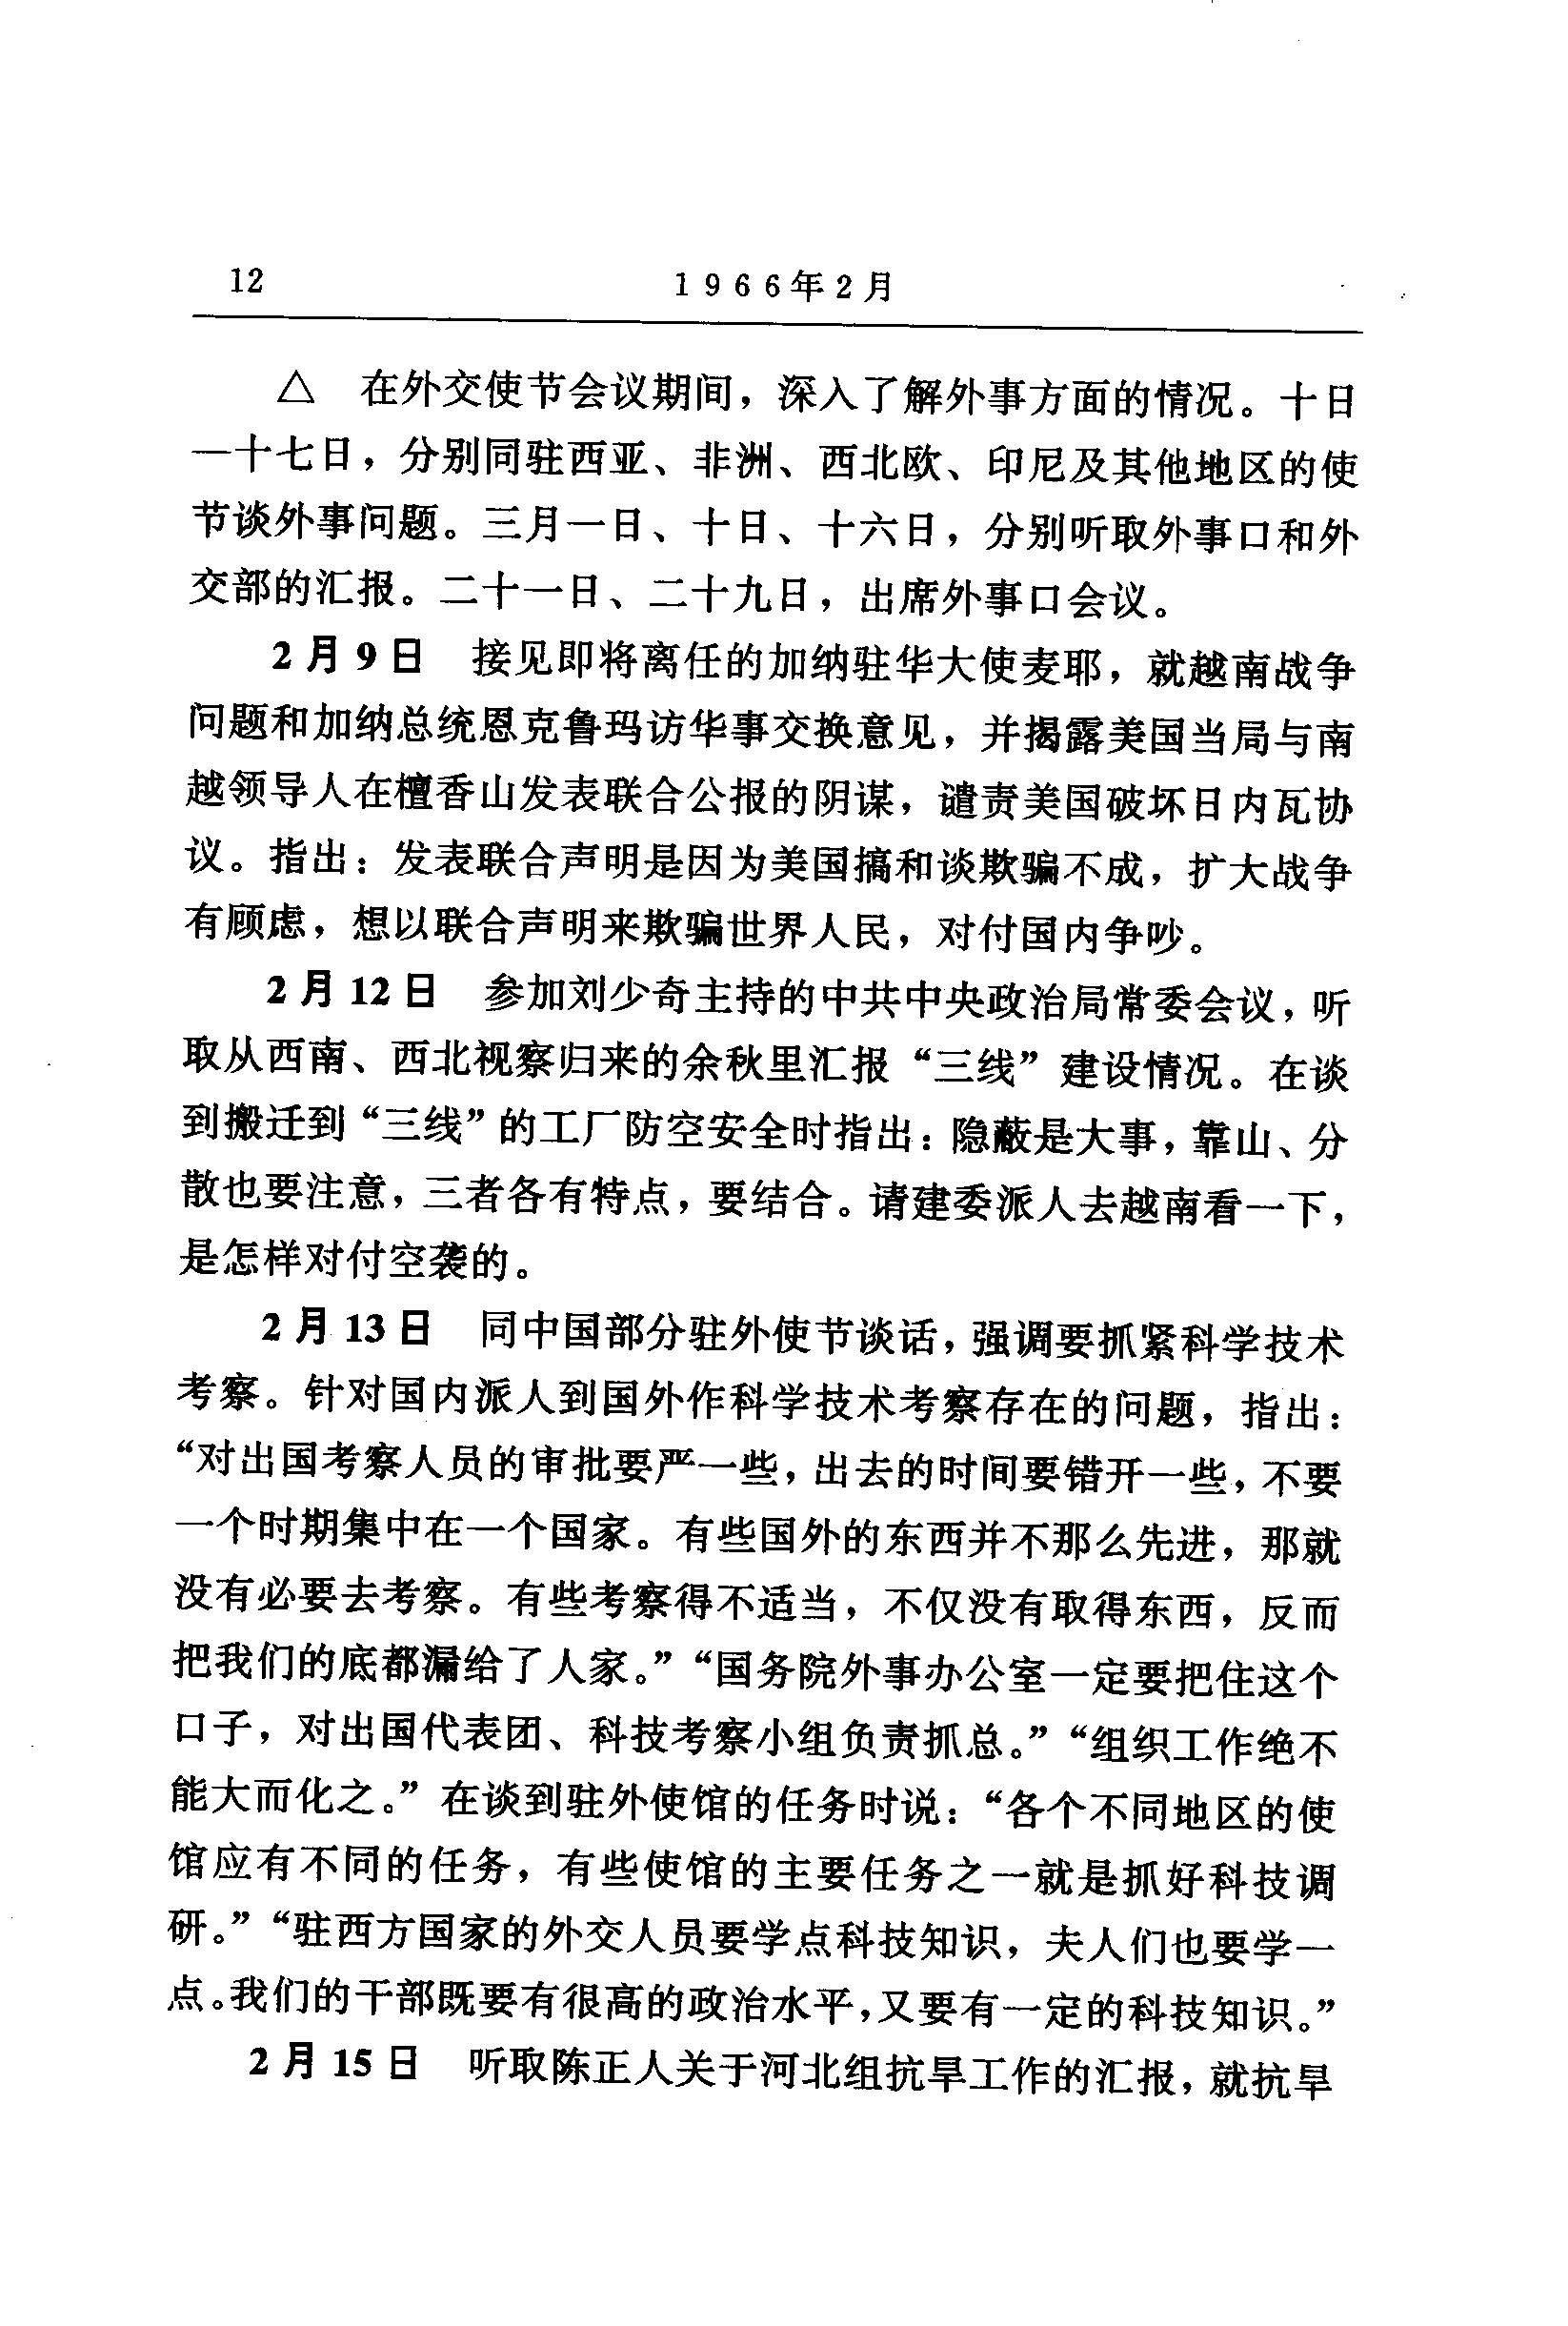 12
1966年2月
△ 在外交使节会议期间，深入了解外事方面的情况。十日
一十七日，分别同驻西亚、非洲、西北欧、印尼及其他地区的使
节谈外事问题。三月一日、十日、十六日，分别听取外事口和外
交部的汇报。二十一日、二十九日，出席外事口会议。
2月9日 接见即将离任的加纳驻华大使麦耶，就越南战争
问题和加纳总统恩克鲁玛访华事交换意见，并揭露美国当局与南
越领导人在檀香山发表联合公报的阴谋，谴责美国破坏日内瓦协
议。指出：发表联合声明是因为美国搞和谈欺骗不成，扩大战争
有顾虑，想以联合声明来欺骗世界人民，对付国内争吵。
2月12日 参加刘少奇主持的中共中央政治局常委会议，听
取从西南、西北视察归来的余秋里汇报“三线”建设情况。在谈
到搬迁到“三线”的工厂防空安全时指出：隐蔽是大事，靠山、分
散也要注意，三者各有特点，要结合。请建委派人去越南看一下，
是怎样对付空袭的。
2月13日 同中国部分驻外使节谈话，强调要抓紧科学技术
考察。针对国内派人到国外作科学技术考察存在的问题，指出：
“对出国考察人员的审批要严一些，出去的时间要错开一些，不要
一个时期集中在一个国家。有些国外的东西并不那么先进，那就
没有必要去考察。有些考察得不适当，不仅没有取得东西，反而
把我们的底都漏给了人家。”“国务院外事办公室一定要把住这个
口子，对出国代表团、科技考察小组负责抓总。”“组织工作绝不
能大而化之。”在谈到驻外使馆的任务时说：“各个不同地区的使
馆应有不同的任务，有些使馆的主要任务之一就是抓好科技调
研。”“驻西方国家的外交人员要学点科技知识，夫人们也要学一
点。我们的干部既要有很高的政治水平，又要有一定的科技知识。”
2月15日 听取陈正人关于河北组抗旱工作的汇报，就抗旱